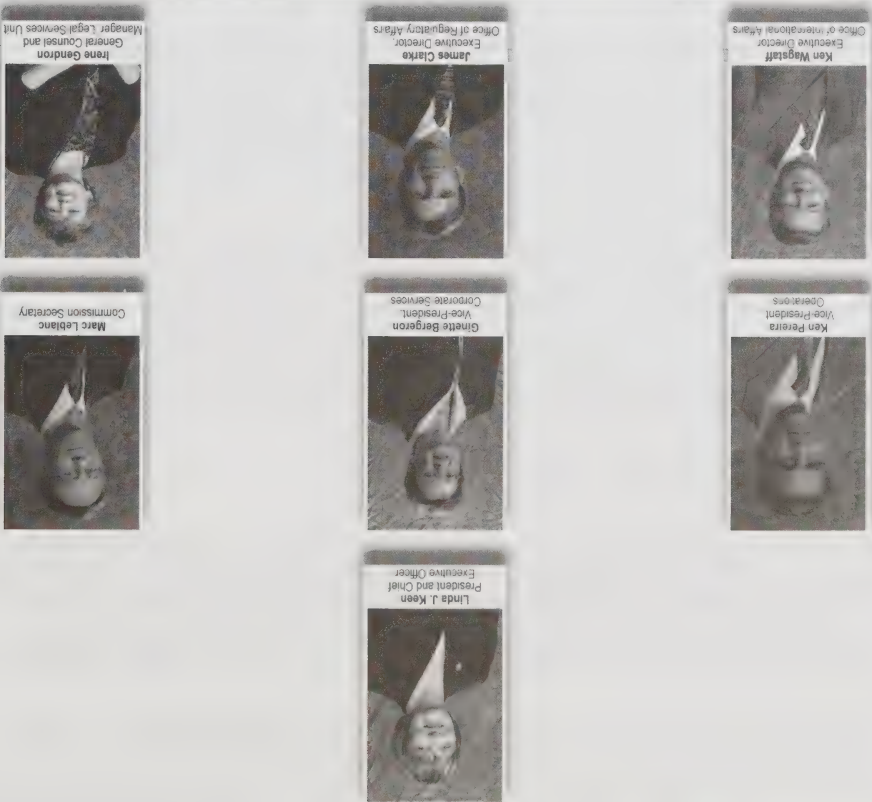 Linda J. Keen
President and Chief
Executive Officer
Ken Pereira
Vice-President
Operations
Ginette Bergeron
Vice-President,
Corporate Services
Marc Leblanc
Commission Secretary
Ken Wagstaff
Executive Director
Office of International Affairs
James Clarke
Executive Director
Office of Regulatory Affairs
Irene Gendron
General Counsel and
Manager, Legal Services Unit